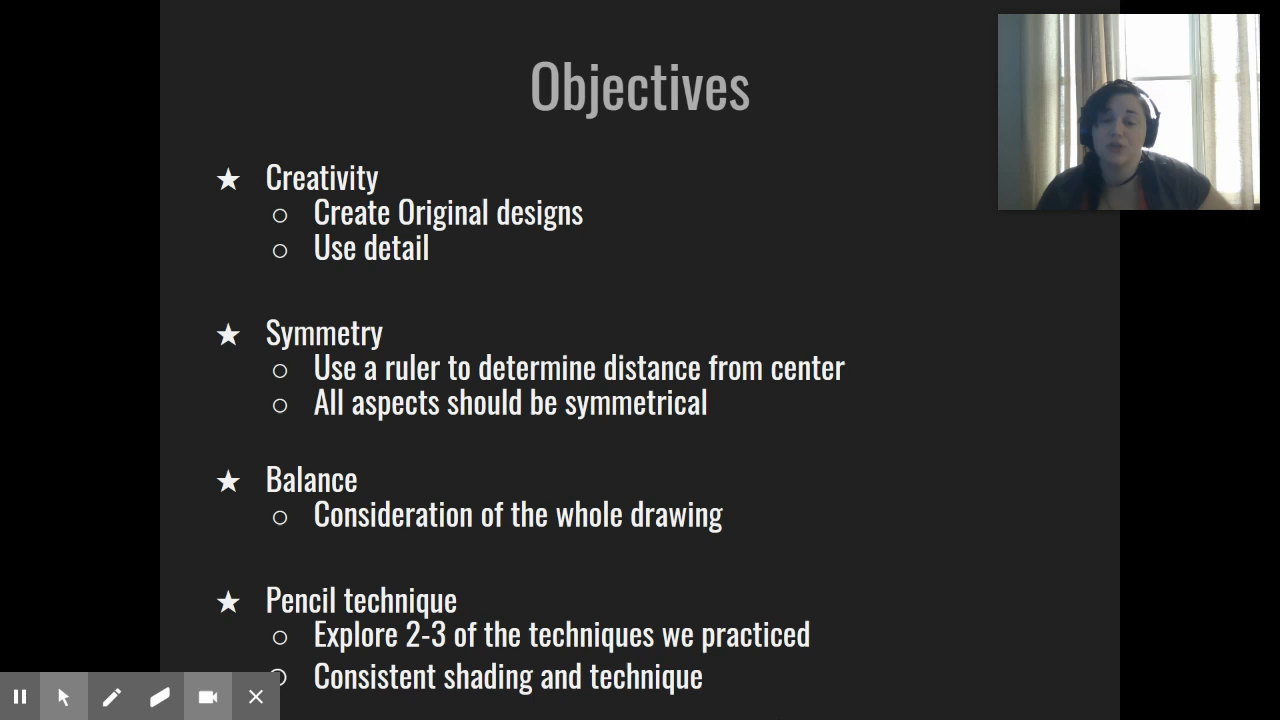 Objectives
★ Creativity
○ Create Original designs
○ Use detail
★ Symmetry
○ Use a ruler to determine distance from center
○ All aspects should be symmetrical
★ Balance
○ Consideration of the whole drawing
★ Pencil technique
○ Explore 2-3 of the techniques we practiced
○ Consistent shading and technique